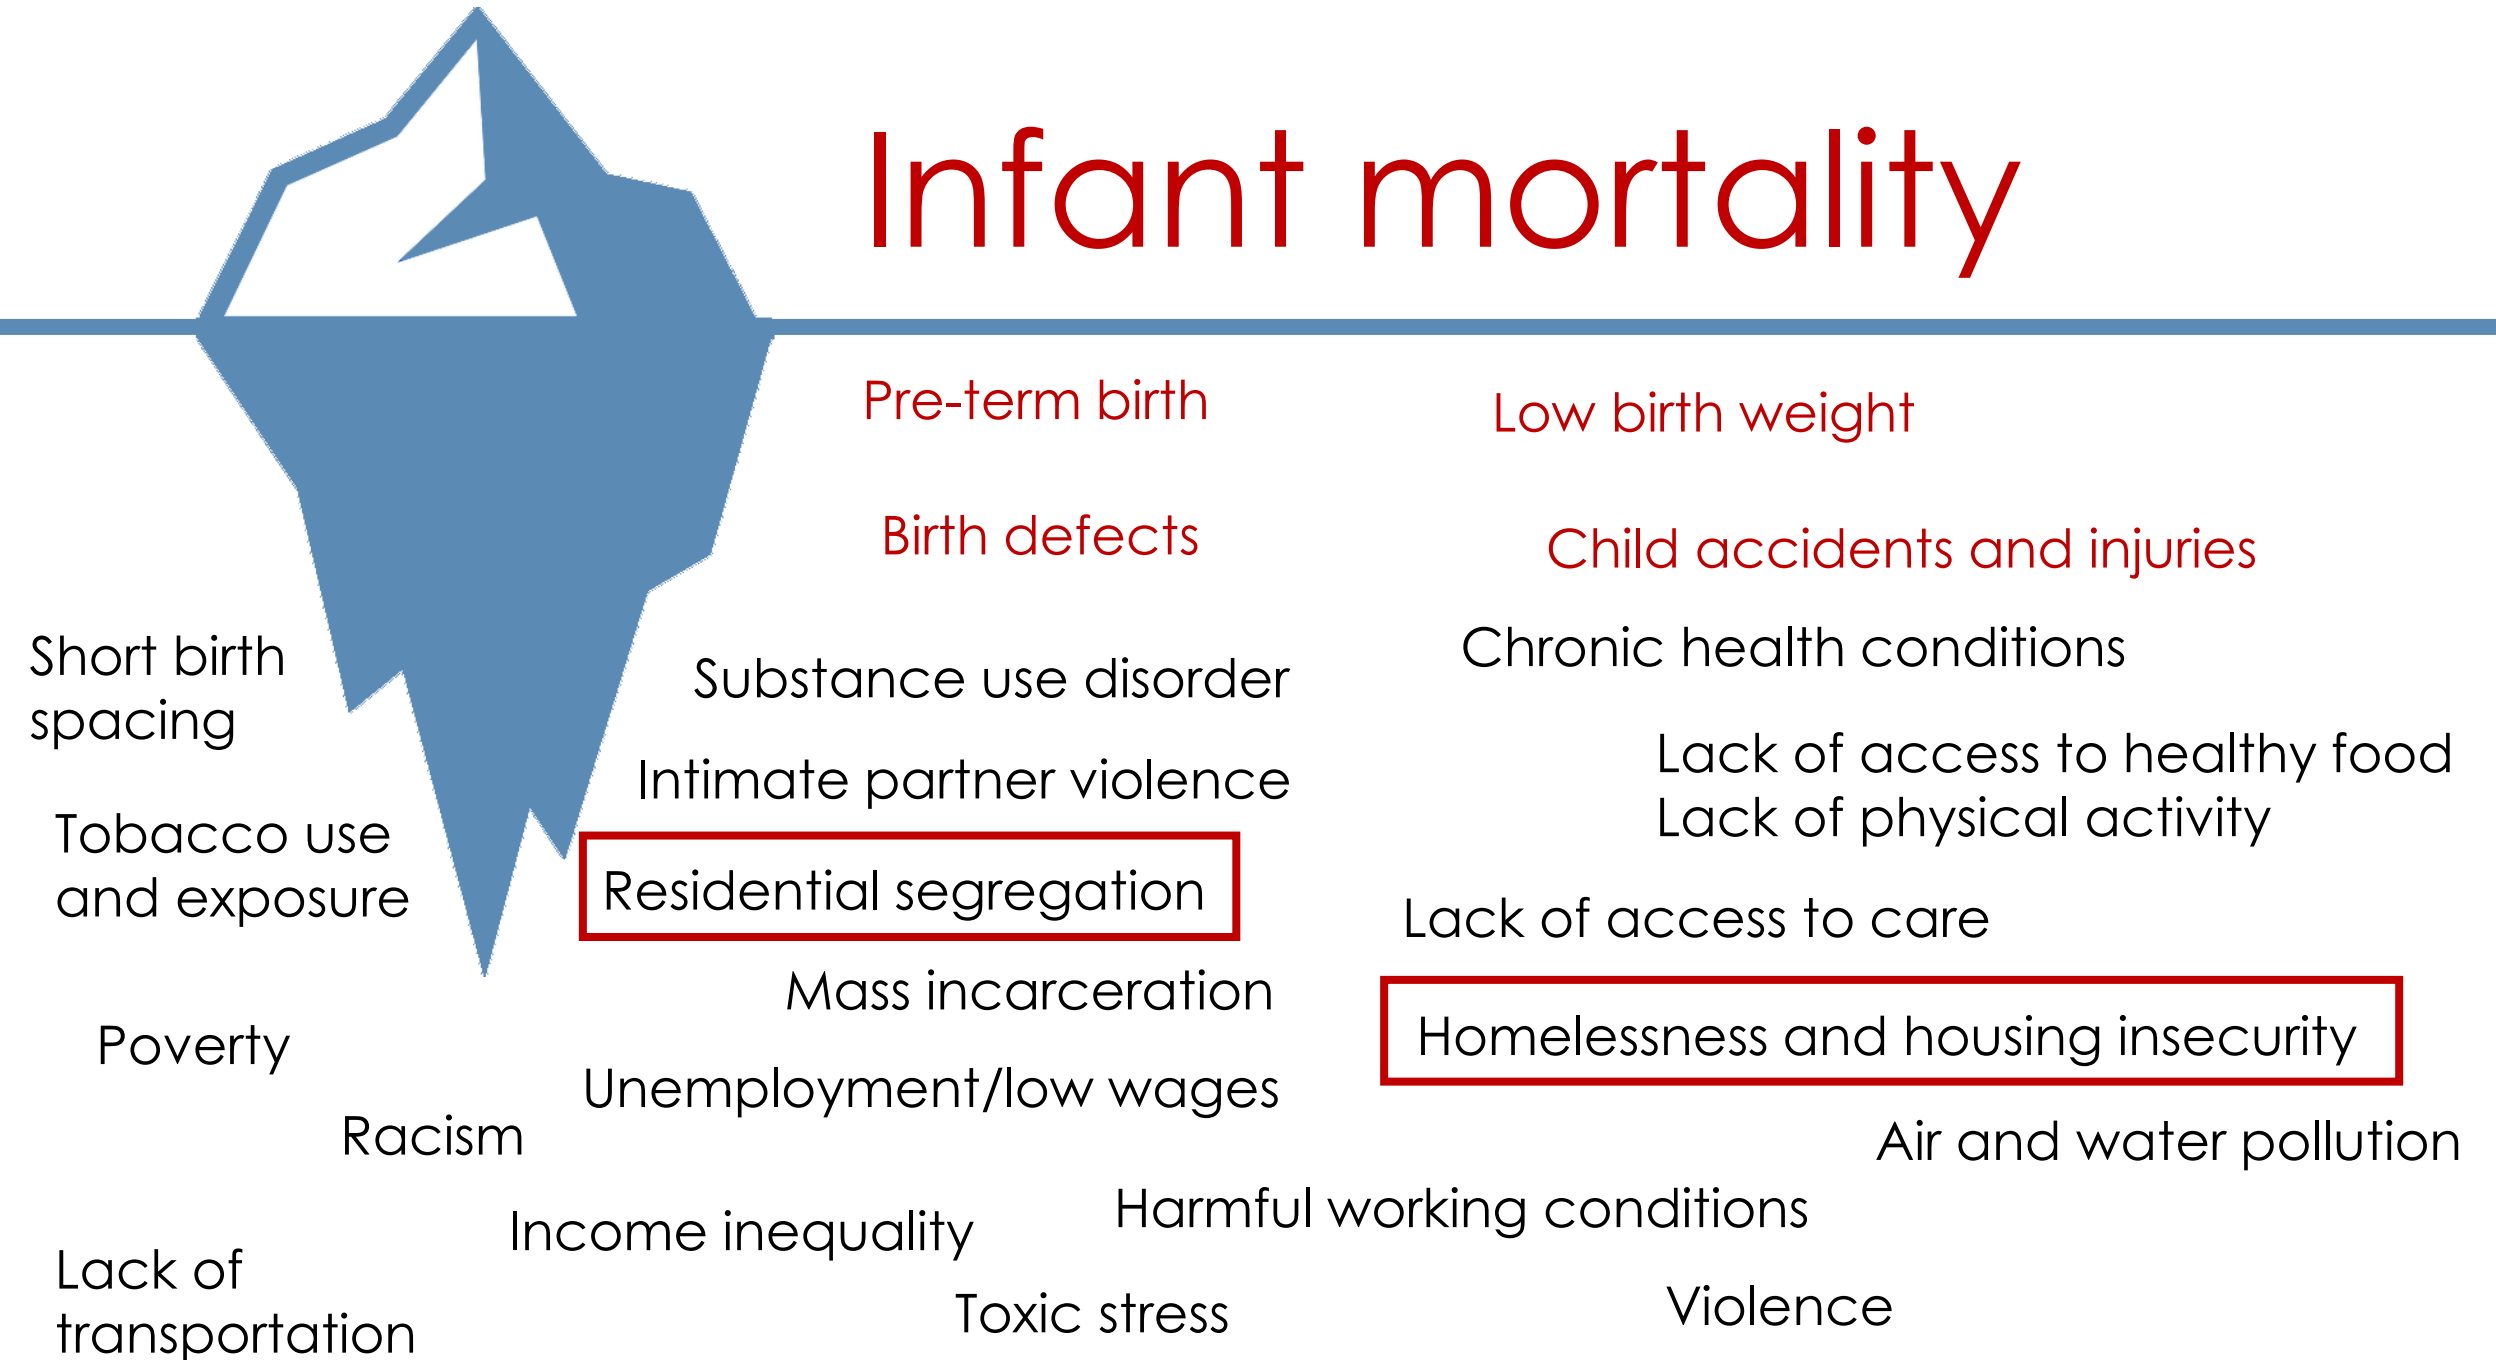 Infant mortality
Pre-term birth
Low birth weight
Birth defects
Child accidents and injuries
Short birth
spacing
Substance use disorder
Chronic health conditions
Intimate partner violence
Lack of access to healthy food
Lack of physical activity
Tobacco use
and exposure
Residential segregation
Lack of access to care
Mass incarceration
Homelessness and housing insecurity
Poverty
Unemployment/low wages
Racism
Air and water pollution
Income inequality
Harmful working conditions
Lack of
transportation
Toxic stress
Violence